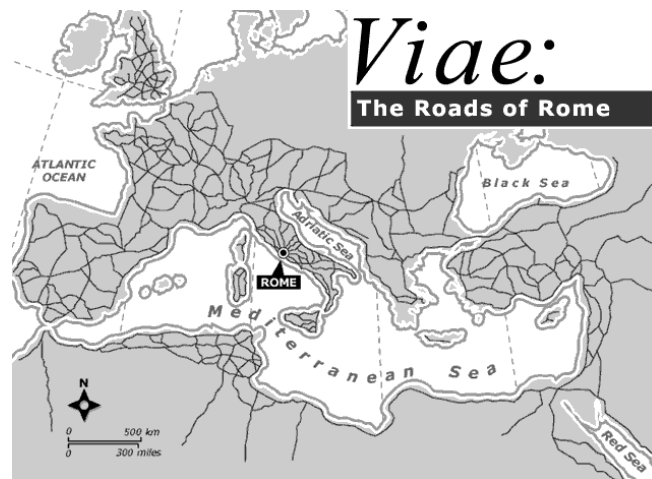 Viae:
The Roads of Rome
ATLANTIC
OCEAN
Black Sea
Adriatic Sea
ROME
Mediterranean Sea
N
0 500 km
0 300 miles
Red Sea